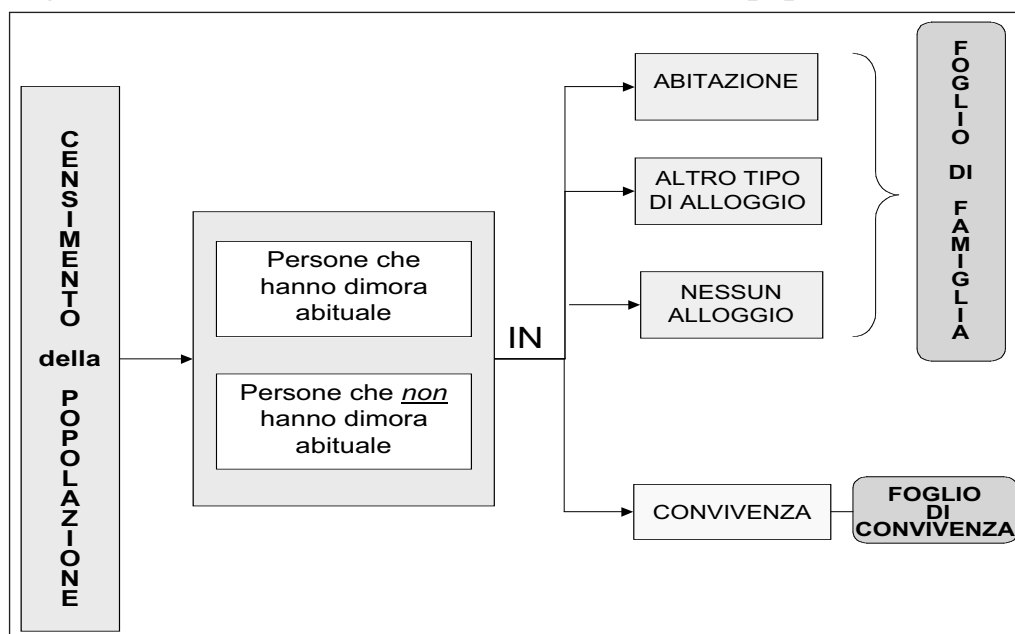 CENSIMENTO
della
POPOLAZIONE
Persone che
hanno dimora
abituale
Persone che non
hanno dimora
abituale
IN
ABITAZIONE
ALTRO TIPO
DI ALLOGGIO
NESSUN
ALLOGGIO
CONVIVENZA
FOGLIO
DI
FAMIGLIA
FOGLIO
DI
CONVIVENZA